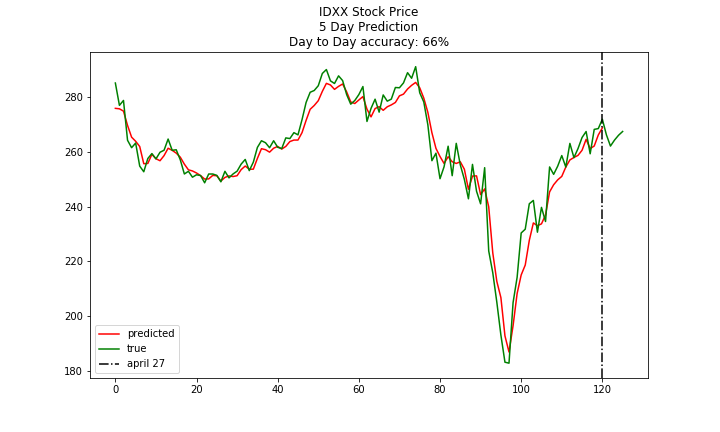 IDXX Stock Price
5 Day Prediction
Day to Day accuracy: 66%
280
260
240
220
200
180
predicted
true
april 27
0 20 40 60 80 100 120